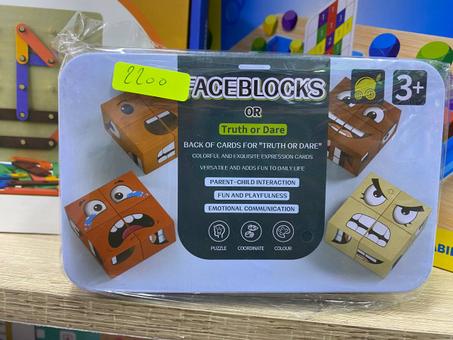 2200
FACEBLOCKS
OR
3+
Truth or Dare
BACK OF CARDS FOR "TRUTH OR DARE"
COLORFUL AND EXQUISITE EXPRESSION CARDS
VERSATILE AND ADDS FUN TO DAILY LIFE
PARENT-CHILD INTERACTION
FUN AND PLAYFULNESS
EMOTIONAL COMMUNICATION
PUZZLE COORDINATE COLOUR